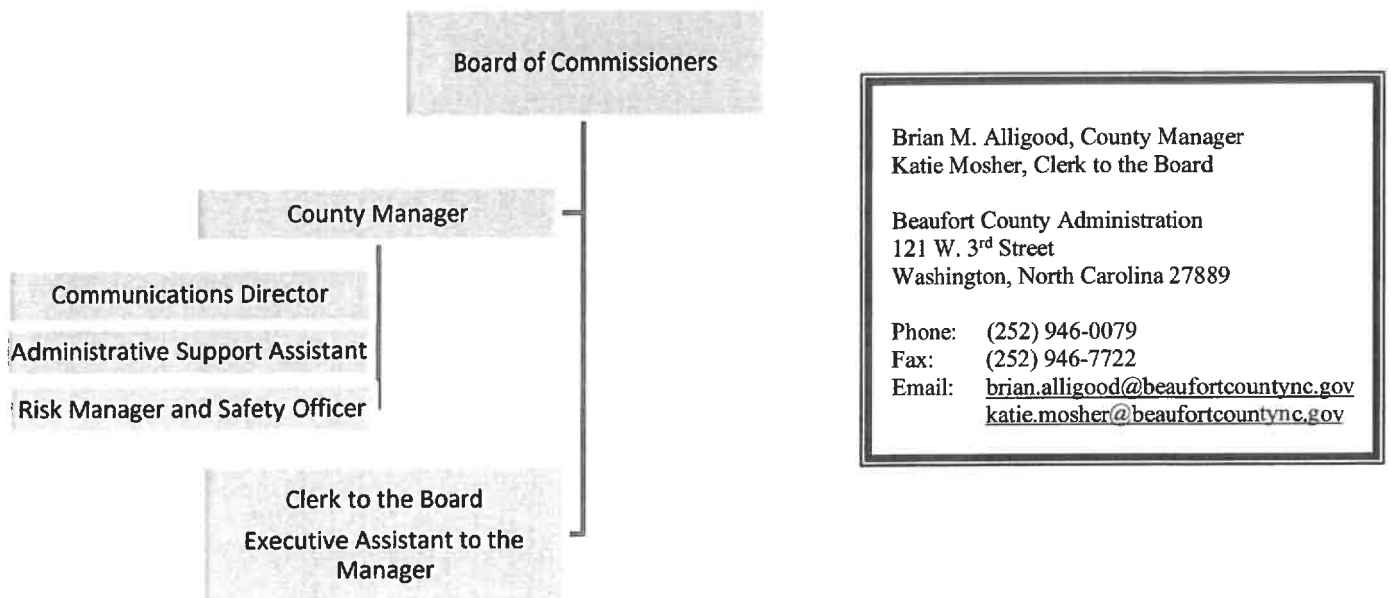 Board of Commissioners
County Manager
Communications Director
Administrative Support Assistant
Risk Manager and Safety Officer
Clerk to the Board
Executive Assistant to the
Manager
Brian M. Alligood, County Manager
Katie Mosher, Clerk to the Board
Beaufort County Administration
121 W. 3rd Street
Washington, North Carolina 27889
Phone: (252) 946-0079
Fax: (252) 946-7722
Email: brian.alligood@beaufortcountync.gov
katie.mosher@beaufortcountync.gov